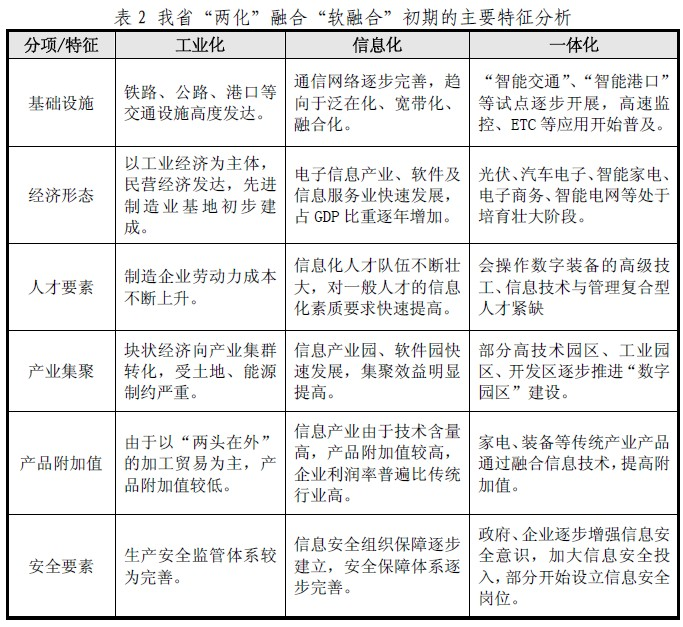 表 2 我省“两化”融合“软融合”初期的主要特征分析
分项/特征 工业化 信息化 一体化
基础设施
铁路、公路、港口等
交通设施高度发达。
通信网络逐步完善，趋
向于泛在化、宽带化、
融合化。
“智能交通”、“智能港口”
等试点逐步开展，高速监
控、ETC 等应用开始普及。
经济形态
以工业经济为主体，
民营经济发达，先进
制造业基地初步建
成。
电子信息产业、软件及
信息服务业快速发展，
占 GDP 比重逐年增加。
光伏、汽车电子、智能家电、
电子商务、智能电网等处于
培育壮大阶段。
人才要素
制造企业劳动力成本
不断上升。
信息化人才队伍不断壮
大，对一般人才的信息
化素质要求快速提高。
会操作数字装备的高级技
工、信息技术与管理复合型
人才紧缺
产业集聚
块状经济向产业集群
转化，受土地、能源
制约严重。
信息产业园、软件园快
速发展，集聚效益明显
提高。
部分高技术园区、工业园
区、开发区逐步推进“数字
园区”建设。
产品附加值
由于以“两头在外”
的加工贸易为主，产
品附加值较低。
信息产业由于技术含量
高，产品附加值较高，
企业利润率普遍比传统
行业高。
家电、装备等传统产业产品
通过融合信息技术，提高附
加值。
安全要素
生产安全监管体系较
为完善。
信息安全组织保障逐步
建立，安全保障体系逐
步完善。
政府、企业逐步增强信息安
全意识，加大信息安全投
入，部分开始设立信息安全
岗位。